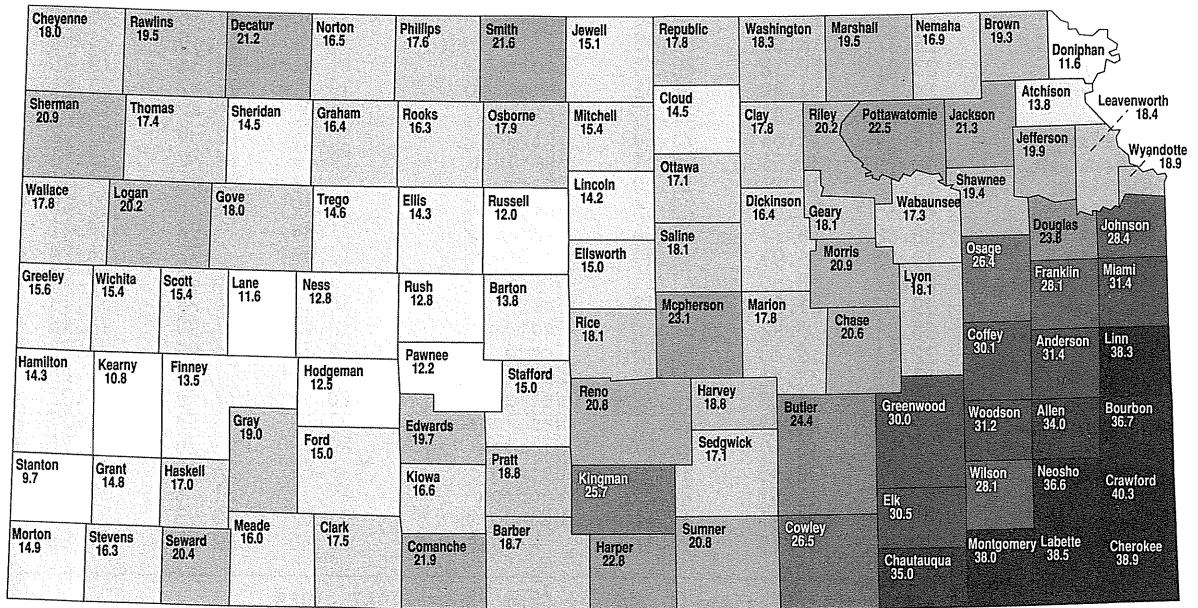 Cheyenne
18.0
Rawlins
19.5
Decatur
21.2
Norton
16.5
Phillips
17.6
Smith
21.6
Jewell
15.1
Republic
17.8
Washington
18.3
Marshall
19.5
Nemaha
16.9
Brown
19.3
Doniphan
11.6
Sherman
20.9
Thomas
17.4
Sheridan
14.5
Graham
16.4
Rooks
16.3
Osborne
17.9
Mitchell
15.4
Cloud
14.5
Clay
17.8
Riley
20.2
Pottawatomie
22.5
Jackson
21.3
Atchison
13.8
Jefferson
19.9
Leavenworth
18.4
Wyandotte
18.9
Wallace
17.8
Logan
20.2
Gove
18.0
Trego
14.6
Ellis
14.3
Russell
12.0
Lincoln
14.2
Ottawa
17.1
Dickinson
16.4
Geary
18.1
Wabaunsee
17.3
Shawnee
19.4
Douglas
23.8
Johnson
28.4
Ellsworth
15.0
Saline
18.1
Morris
20.9
Osage
26.4
Franklin
28.1
Miami
31.4
Greeley
15.6
Wichita
15.4
Scott
15.4
Lane
11.6
Ness
12.8
Rush
12.8
Barton
13.8
Rice
18.1
Mcpherson
23.1
Marion
17.8
Chase
20.6
Lyon
18.1
Coffey
30.1
Anderson
31.4
Linn
38.3
Hamilton
14.3
Kearny
10.8
Finney
13.5
Hodgeman
12.5
Pawnee
12.2
Stafford
15.0
Reno
20.8
Harvey
18.8
Butler
24.4
Greenwood
30.0
Woodson
31.2
Allen
34.0
Bourbon
36.7
Gray
19.0
Ford
15.0
Edwards
19.7
Kiowa
16.6
Pratt
18.8
Kingman
25.7
Sedgwick
17.1
Elk
30.5
Wilson
28.1
Neosho
36.6
Crawford
40.3
Stanton
9.7
Grant
14.8
Haskell
17.0
Morton
14.9
Stevens
16.3
Seward
20.4
Meade
16.0
Clark
17.5
Comanche
21.9
Barber
18.7
Harper
22.8
Sumner
20.8
Cowley
26.5
Chautauqua
35.0
Montgomery
38.0
Labette
38.5
Cherokee
38.9